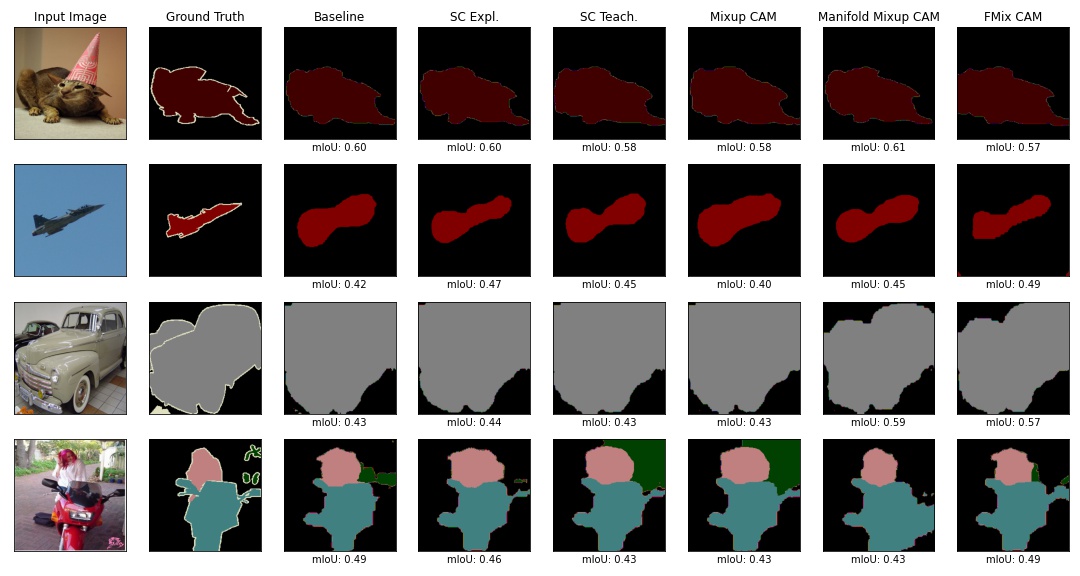 Input Image Ground Truth Baseline SC Expl. SC Teach. Mixup CAM Manifold Mixup CAM FMix CAM
mIoU: 0.60 mIoU: 0.60 mIoU: 0.58 mIoU: 0.58 mIoU: 0.61 mIoU: 0.57
mIoU: 0.42 mIoU: 0.47 mIoU: 0.45 mIoU: 0.40 mIoU: 0.45 mIoU: 0.49
mIoU: 0.43 mIoU: 0.44 mIoU: 0.43 mIoU: 0.43 mIoU: 0.59 mIoU: 0.57
mIoU: 0.49 mIoU: 0.46 mIoU: 0.43 mIoU: 0.43 mIoU: 0.43 mIoU: 0.49